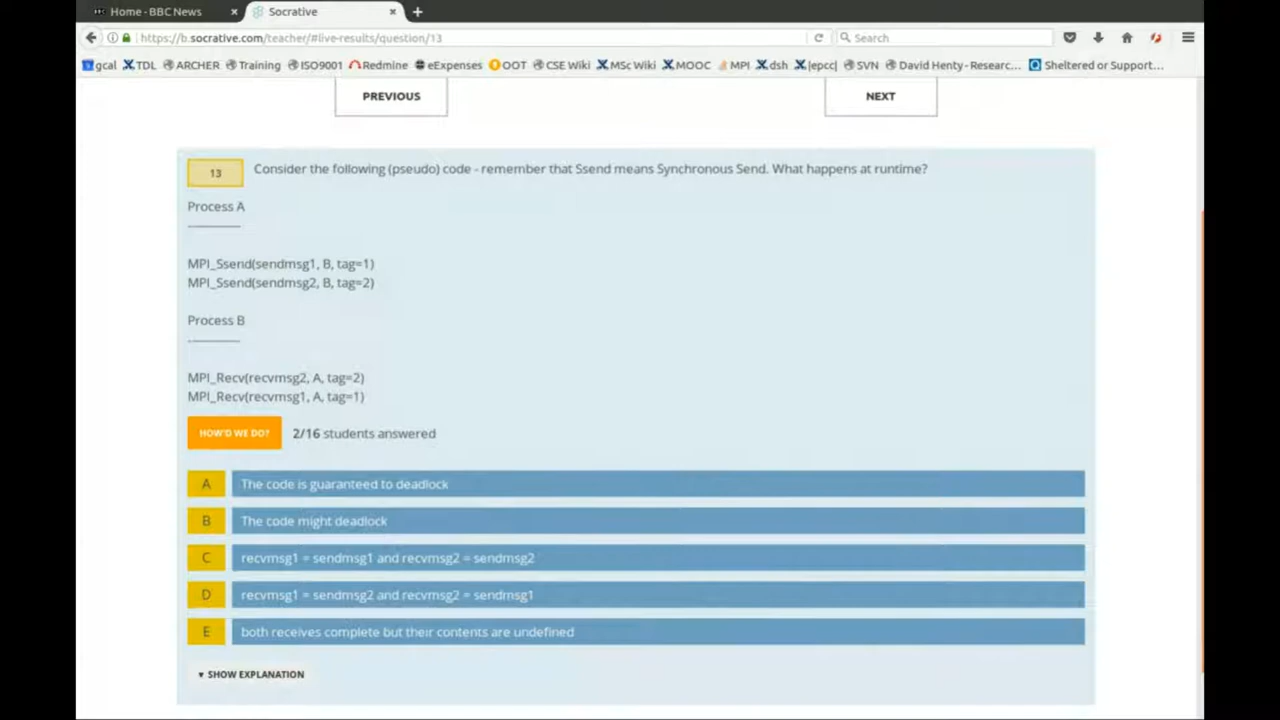 Home - BBC News
Socrative
https://b.socrative.com/teacher/#live-results/question/13
Search
gcal TDL ARCHER Training ISO9001 Redmine eExpenses OOT CSE Wiki MSc Wiki MOOC MPI dsh |epcc| SVN David Henty - Researc... Sheltered or Support...
PREVIOUS
NEXT
13
Consider the following (pseudo) code - remember that Ssend means Synchronous Send. What happens at runtime?
Process A
----------
MPI_Ssend(sendmsg1, B, tag=1)
MPI_Ssend(sendmsg2, B, tag=2)
Process B
----------
MPI_Recv(recvmsg2, A, tag=2)
MPI_Recv(recvmsg1, A, tag=1)
HOW'D WE DO? 2/16 students answered
A The code is guaranteed to deadlock
B The code might deadlock
C recvmsg1 = sendmsg1 and recvmsg2 = sendmsg2
D recvmsg1 = sendmsg2 and recvmsg2 = sendmsg1
E both receives complete but their contents are undefined
▼ SHOW EXPLANATION